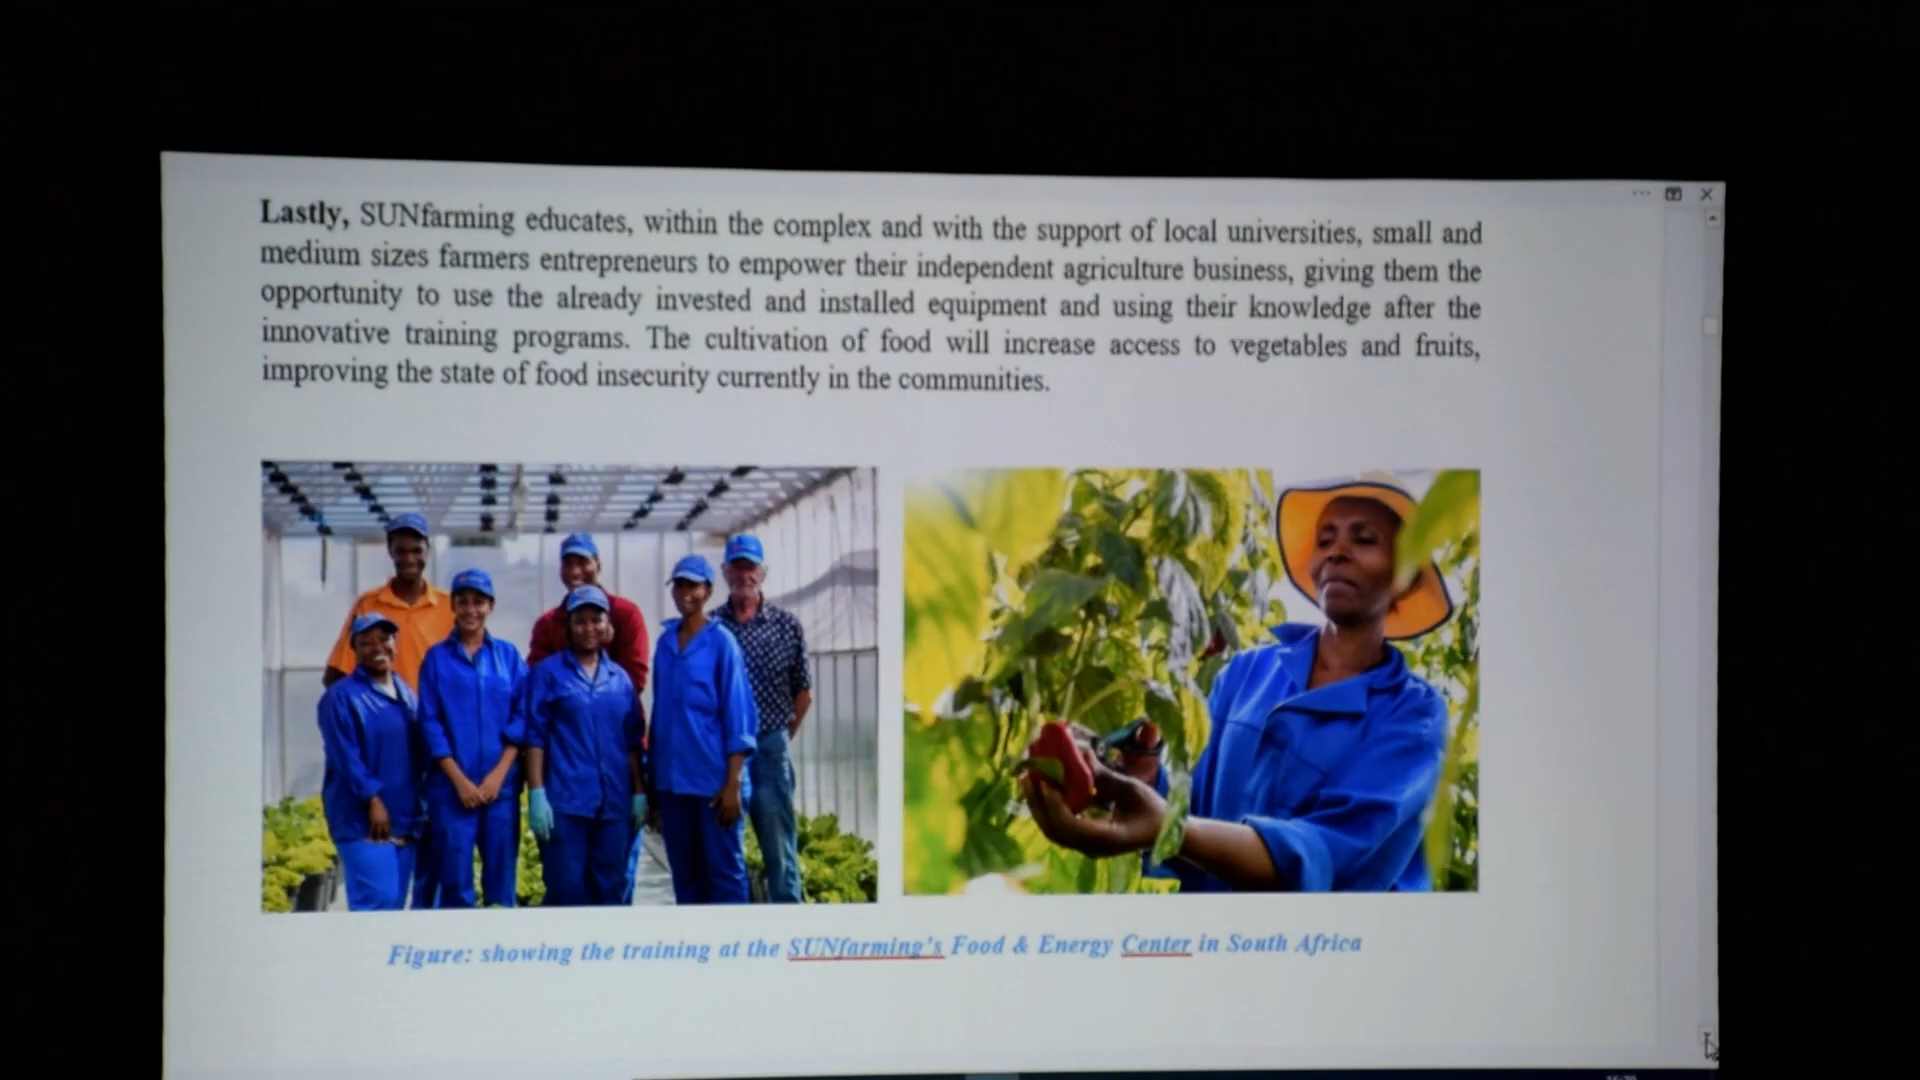 Lastly, SUNfarming educates, within the complex and with the support of local universities, small and
medium sizes farmers entrepreneurs to empower their independent agriculture business, giving them the
opportunity to use the already invested and installed equipment and using their knowledge after the
innovative training programs. The cultivation of food will increase access to vegetables and fruits,
improving the state of food insecurity currently in the communities.
Figure: showing the training at the SUNfarming's Food & Energy Center in South Africa